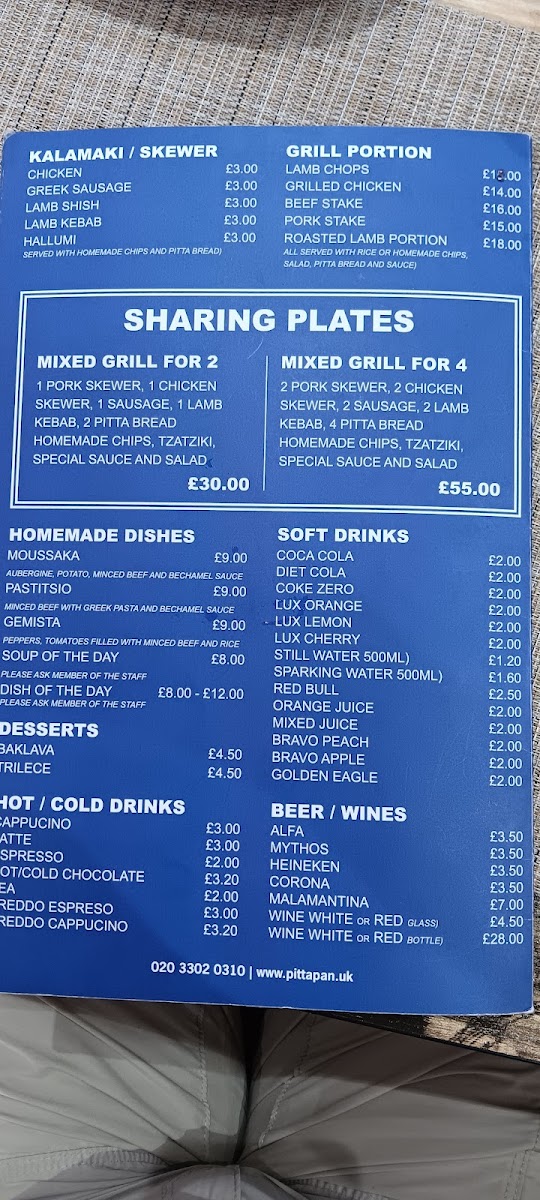 KALAMAKI / SKEWER
CHICKEN £3.00
GREEK SAUSAGE £3.00
LAMB SHISH £3.00
LAMB KEBAB £3.00
HALLUMI £3.00
SERVED WITH HOMEMADE CHIPS AND PITTA BREAD)
GRILL PORTION
LAMB CHOPS
GRILLED CHICKEN £14.00
BEEF STAKE £16.00
PORK STAKE £15.00
ROASTED LAMB PORTION £18.00
ALL SERVED WITH RICE OR HOMEMADE CHIPS,
SALAD, PITTA BREAD AND SAUCE)
SHARING PLATES
MIXED GRILL FOR 2
1 PORK SKEWER, 1 CHICKEN
SKEWER, 1 SAUSAGE, 1 LAMB
KEBAB, 2 PITTA BREAD
HOMEMADE CHIPS, TZATZIKI,
SPECIAL SAUCE AND SALAD
£30.00
MIXED GRILL FOR 4
2 PORK SKEWER, 2 CHICKEN
SKEWER, 2 SAUSAGE, 2 LAMB
KEBAB, 4 PITTA BREAD
HOMEMADE CHIPS, TZATZIKI,
SPECIAL SAUCE AND SALAD
£55.00
HOMEMADE DISHES
MOUSSAKA £9.00
AUBERGINE, POTATO, MINCED BEEF AND BECHAMEL SAUCE
PASTITSIO £9.00
MINCED BEEF WITH GREEK PASTA AND BECHAMEL SAUCE
GEMISTA £9.00
PEPPERS, TOMATOES FILLED WITH MINCED BEEF AND RICE
SOUP OF THE DAY £8.00
PLEASE ASK MEMBER OF THE STAFF
DISH OF THE DAY £8.00 - £12.00
PLEASE ASK MEMBER OF THE STAFF
DESSERTS
BAKLAVA £4.50
TRILECE £4.50
HOT / COLD DRINKS
CAPPUCINO £3.00
ATTE £3.00
SPRESSO £2.00
OT/COLD CHOCOLATE £3.20
EA £2.00
REDDO ESPRESO £3.00
REDDO CAPPUCINO £3.20
SOFT DRINKS
COCA COLA £2.00
DIET COLA £2.00
COKE ZERO £2.00
LUX ORANGE £2.00
LUX LEMON £2.00
LUX CHERRY £2.00
STILL WATER 500ML) £1.20
SPARKING WATER 500ML) £1.60
RED BULL £2.50
ORANGE JUICE £2.00
MIXED JUICE £2.00
BRAVO PEACH £2.00
BRAVO APPLE £2.00
GOLDEN EAGLE £2.00
BEER / WINES
ALFA £3.50
MYTHOS £3.50
HEINEKEN £3.50
CORONA £3.50
MALAMANTINA £7.00
WINE WHITE OR RED GLASS) £4.50
WINE WHITE OR RED BOTTLE) £28.00
020 3302 0310 | www.pittapan.uk